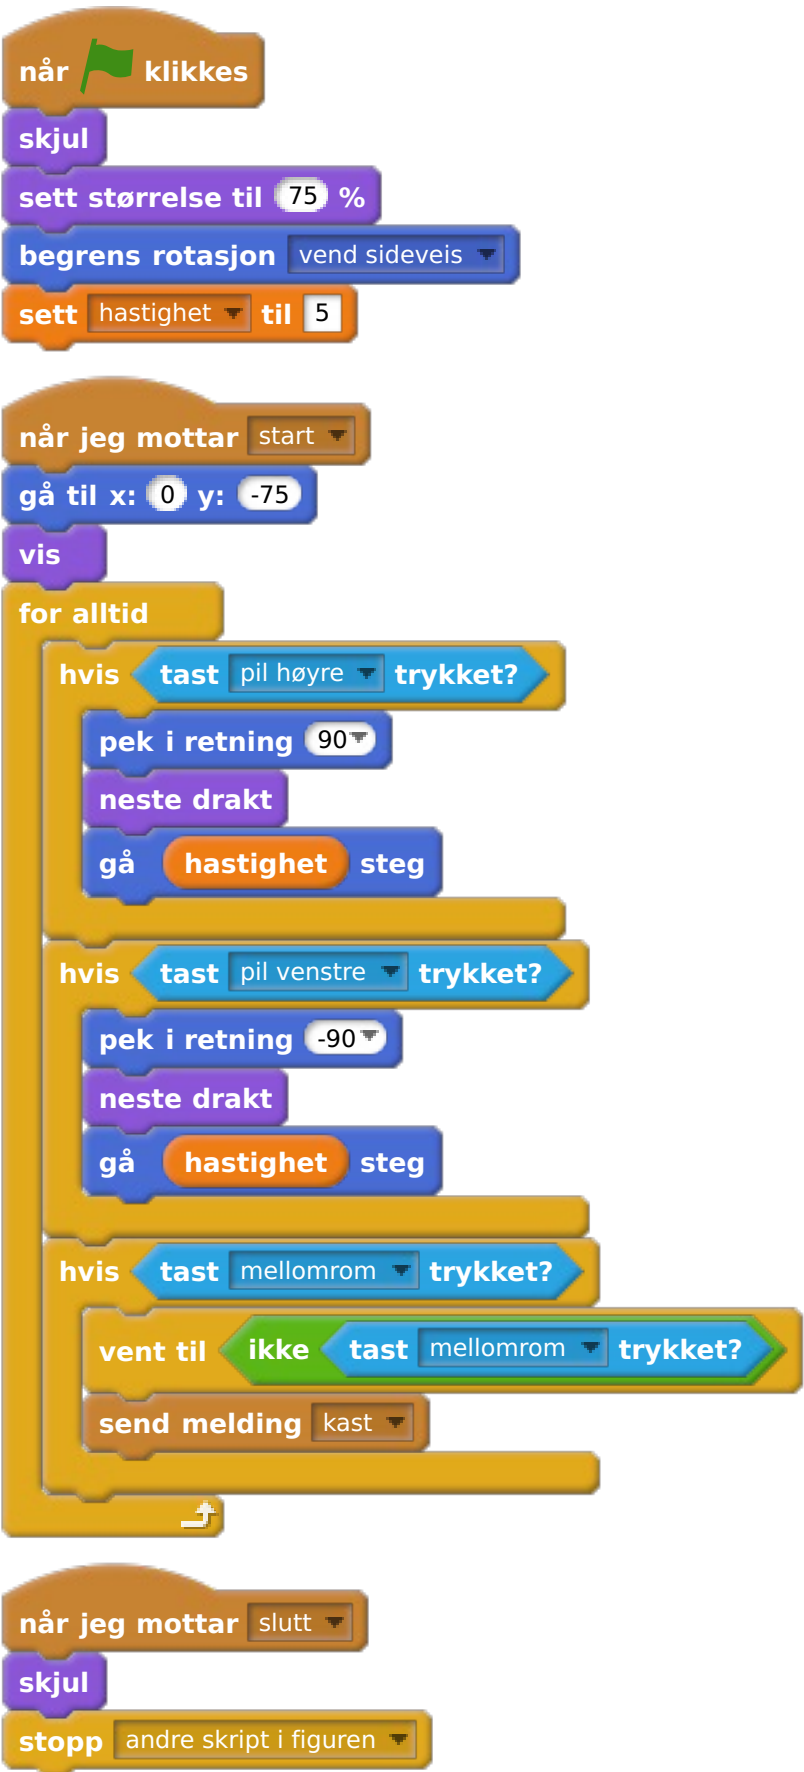 når klikkes
skjul
sett størrelse til 75 %
begrens rotasjon vend sideveis
sett hastighet til 5
når jeg mottar start
gå til x: 0 y: -75
vis
for alltid
hvis tast pil høyre trykket?
pek i retning 90
neste drakt
gå hastighet steg
hvis tast pil venstre trykket?
pek i retning -90
neste drakt
gå hastighet steg
hvis tast mellomrom trykket?
vent til ikke tast mellomrom trykket?
send melding kast
når jeg mottar slutt
skjul
stopp andre skript i figuren